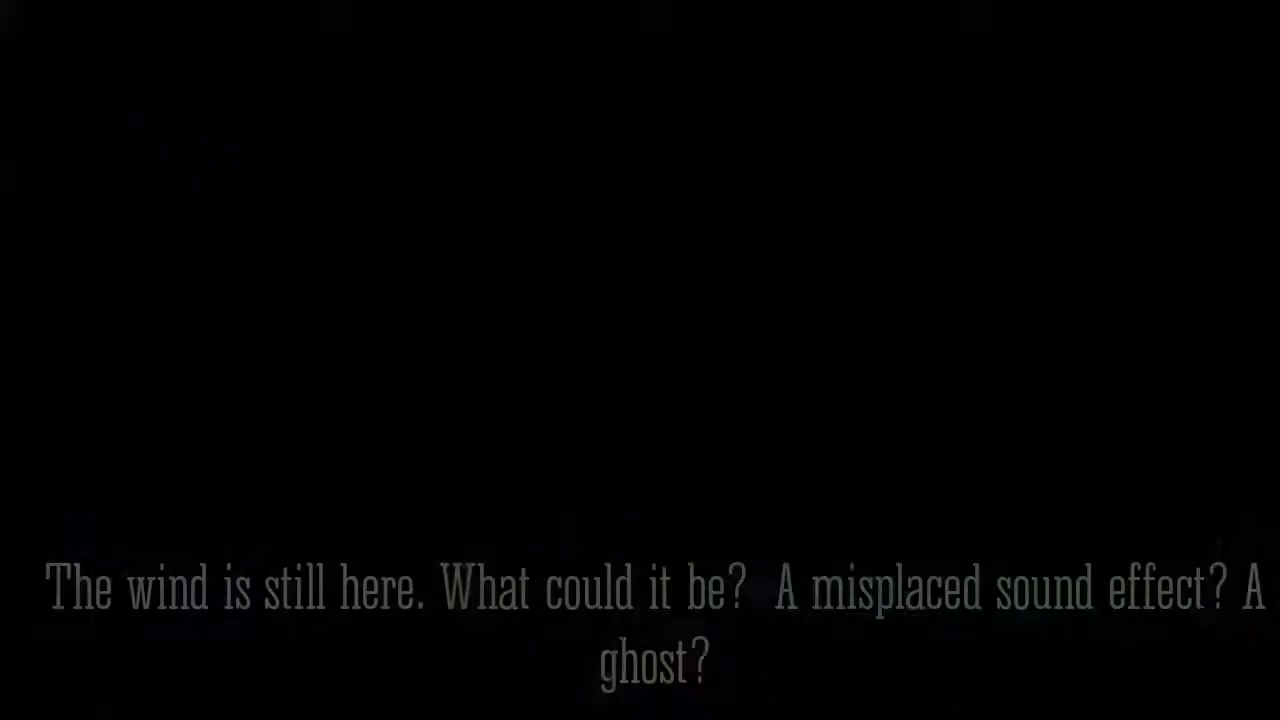 The wind is still here. What could it be?  A misplaced sound effect? A
ghost?